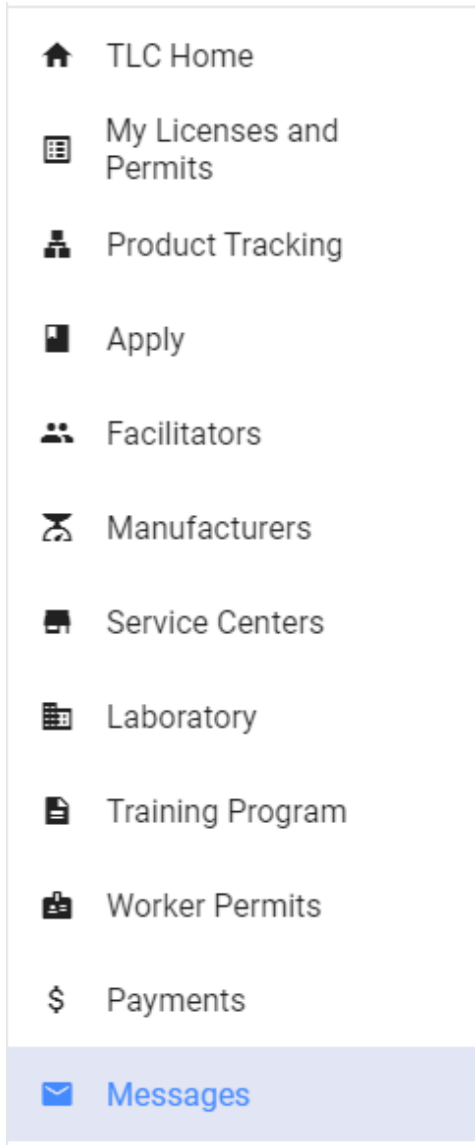 TLC Home
My Licenses and
Permits
Product Tracking
Apply
Facilitators
Manufacturers
Service Centers
Laboratory
Training Program
Worker Permits
$ Payments
Messages